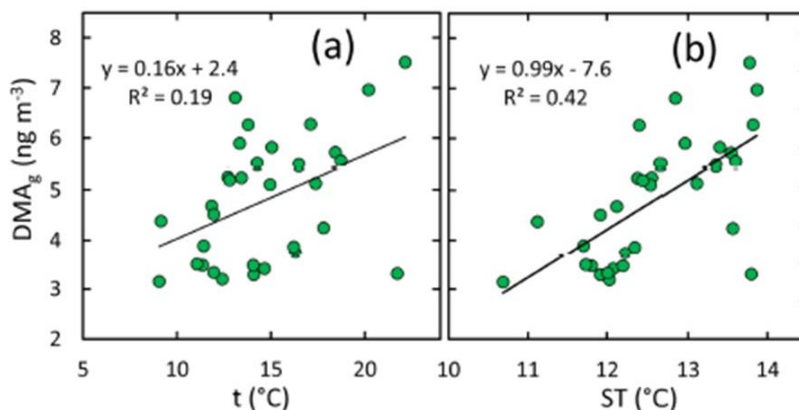 (a)
y = 0.16x + 2.4
R² = 0.19
(b)
y = 0.99x - 7.6
R² = 0.42
DMAg (ng m⁻³)
8
7
6
5
4
3
2
5 10 15 20
10 11 12 13 14
t (°C)
ST (°C)